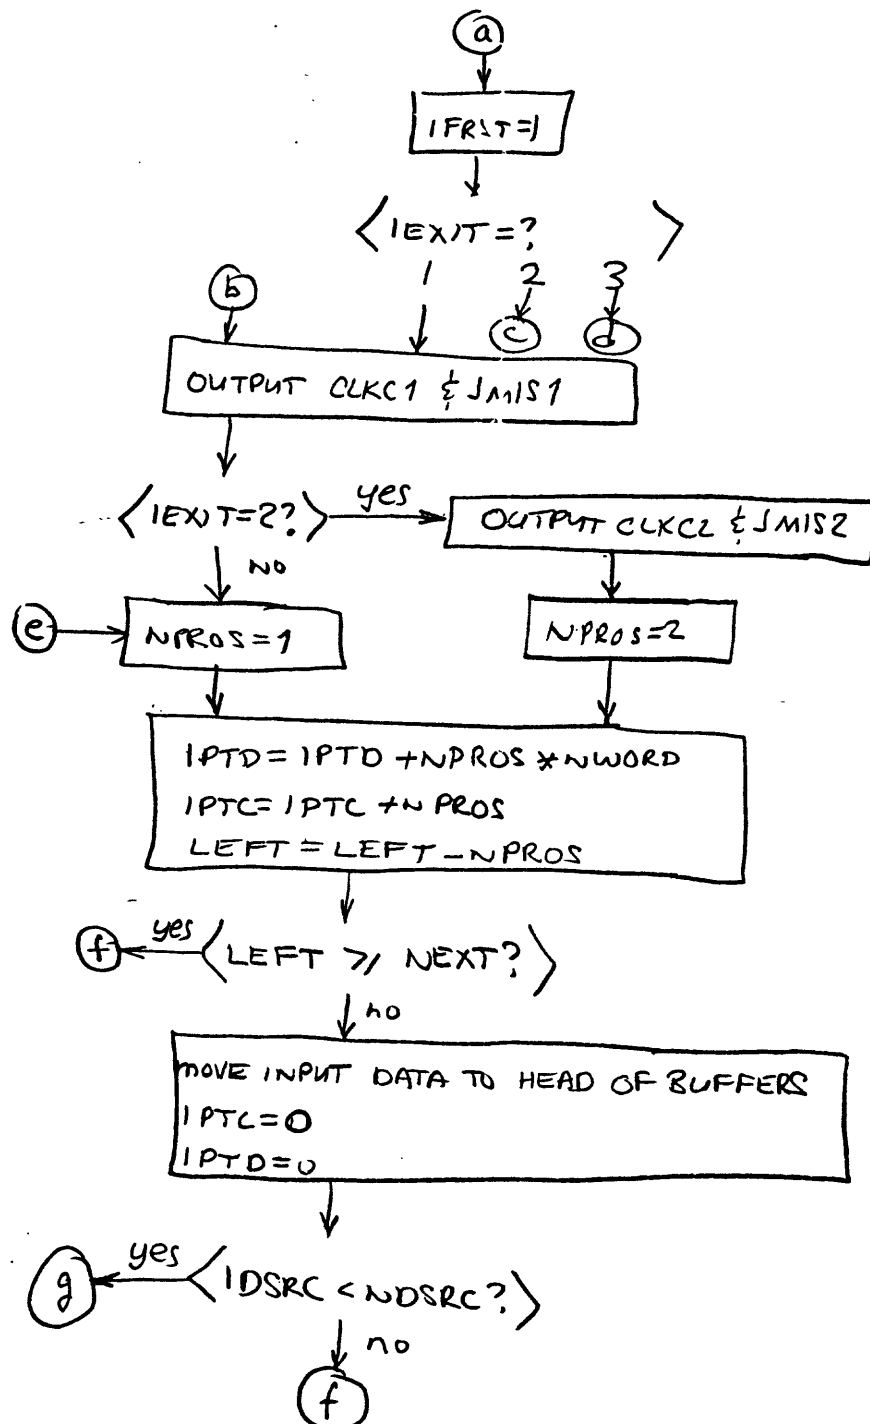 a
IFRST=1
<IEXIT=? >
1 2 3
b
c d
OUTPUT CLKC1 & JMIS1
<IEXIT=2?> yes
OUTPUT CLKC2 & JMIS2
NO
e
NPROS=1
NPROS=2
IPTD=IPTD+NPROS*NWORD
IPTC=IPTC+NPROS
LEFT=LEFT-NPROS
f yes <LEFT ≥ NEXT?>
no
MOVE INPUT DATA TO HEAD OF BUFFERS
IPTC=0
IPTD=0
g yes <IDSRC<NDSRC?>
no
f